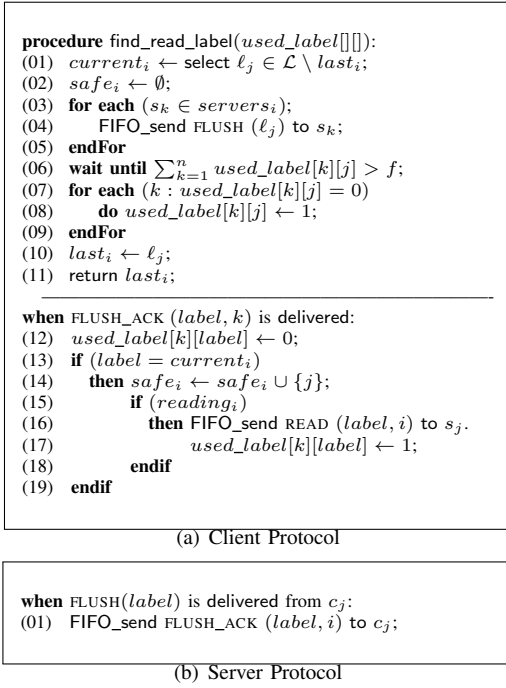 procedure find_read_label(used_label[][]):
(01) current_i ← select ℓ_j ∈ ℒ \ last_i;
(02) safe_i ← ∅;
(03) for each (s_k ∈ servers_i);
(04) FIFO_send FLUSH (ℓ_j) to s_k;
(05) endFor
(06) wait until ∑_{k=1}^{n} used_label[k][j] > f;
(07) for each (k : used_label[k][j] = 0)
(08) do used_label[k][j] ← 1;
(09) endFor
(10) last_i ← ℓ_j;
(11) return last_i;
when FLUSH_ACK (label, k) is delivered:
(12) used_label[k][label] ← 0;
(13) if (label = current_i)
(14) then safe_i ← safe_i ∪ {j};
(15) if (reading_i)
(16) then FIFO_send READ (label, i) to s_j.
(17) used_label[k][label] ← 1;
(18) endif
(19) endif
(a) Client Protocol
when FLUSH(label) is delivered from c_j:
(01) FIFO_send FLUSH_ACK (label, i) to c_j;
(b) Server Protocol